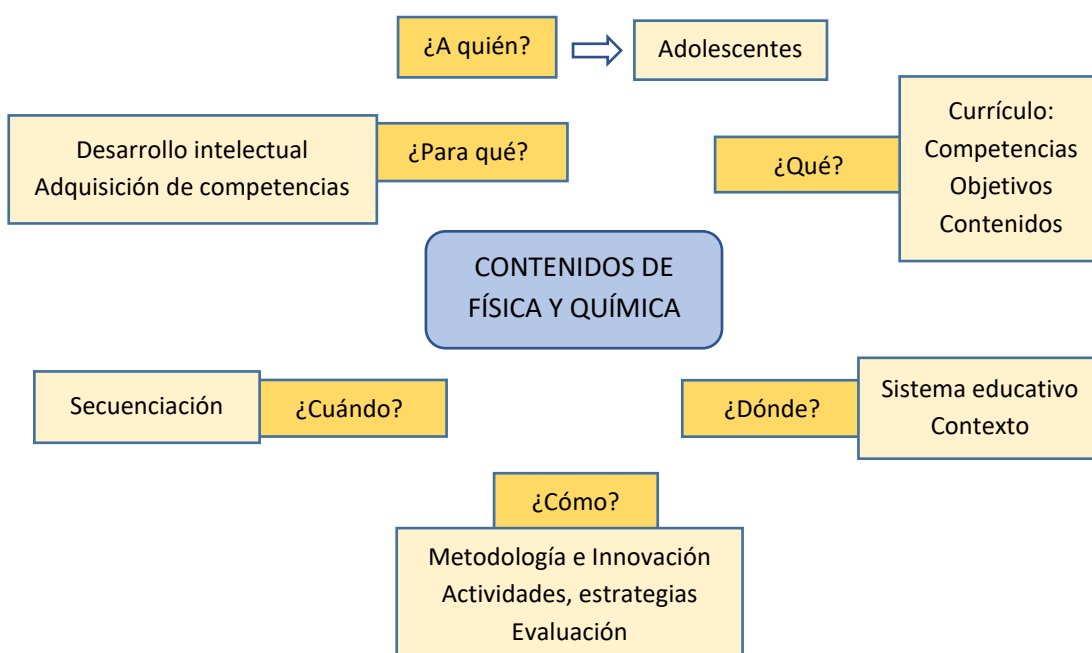 ¿A quién?
Adolescentes
Desarrollo intelectual
Adquisición de competencias
¿Para qué?
¿Qué?
Currículo:
Competencias
Objetivos
Contenidos
CONTENIDOS DE
FÍSICA Y QUÍMICA
Secuenciación
¿Cuándo?
¿Dónde?
Sistema educativo
Contexto
¿Cómo?
Metodología e Innovación
Actividades, estrategias
Evaluación